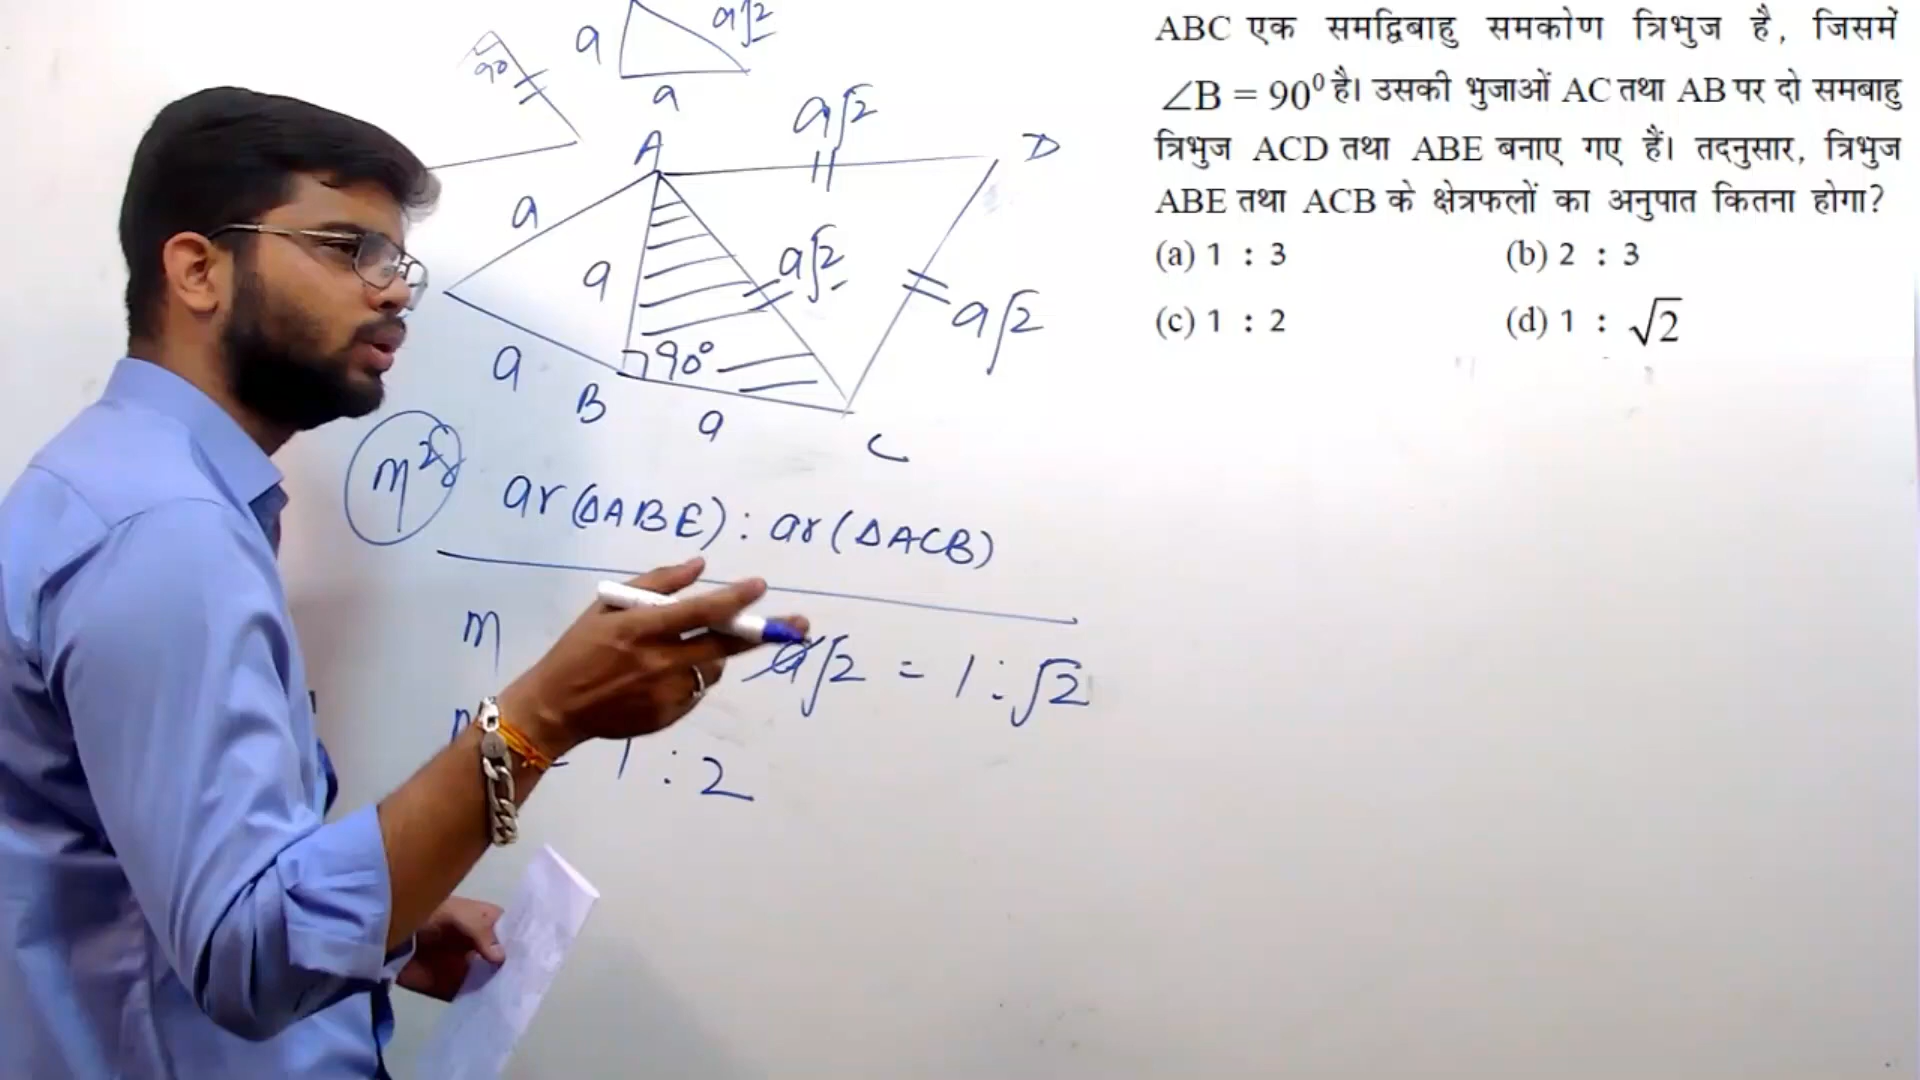 ABC एक समद्विबाहु समकोण त्रिभुज है, जिसमें
∠B = 90⁰ है। उसकी भुजाओं AC तथा AB पर दो समबाहु
त्रिभुज ACD तथा ABE बनाए गए हैं। तदनुसार, त्रिभुज
ABE तथा ACB के क्षेत्रफलों का अनुपात कितना होगा?
(a) 1 : 3 (b) 2 : 3
(c) 1 : 2 (d) 1 : √2
a a√2
a
90
a√2
A D
a a a√2 a√2
90°
a B a C
ar(ΔABE) : ar(ΔACB)
m a√2 = 1 : √2
= 1 : 2